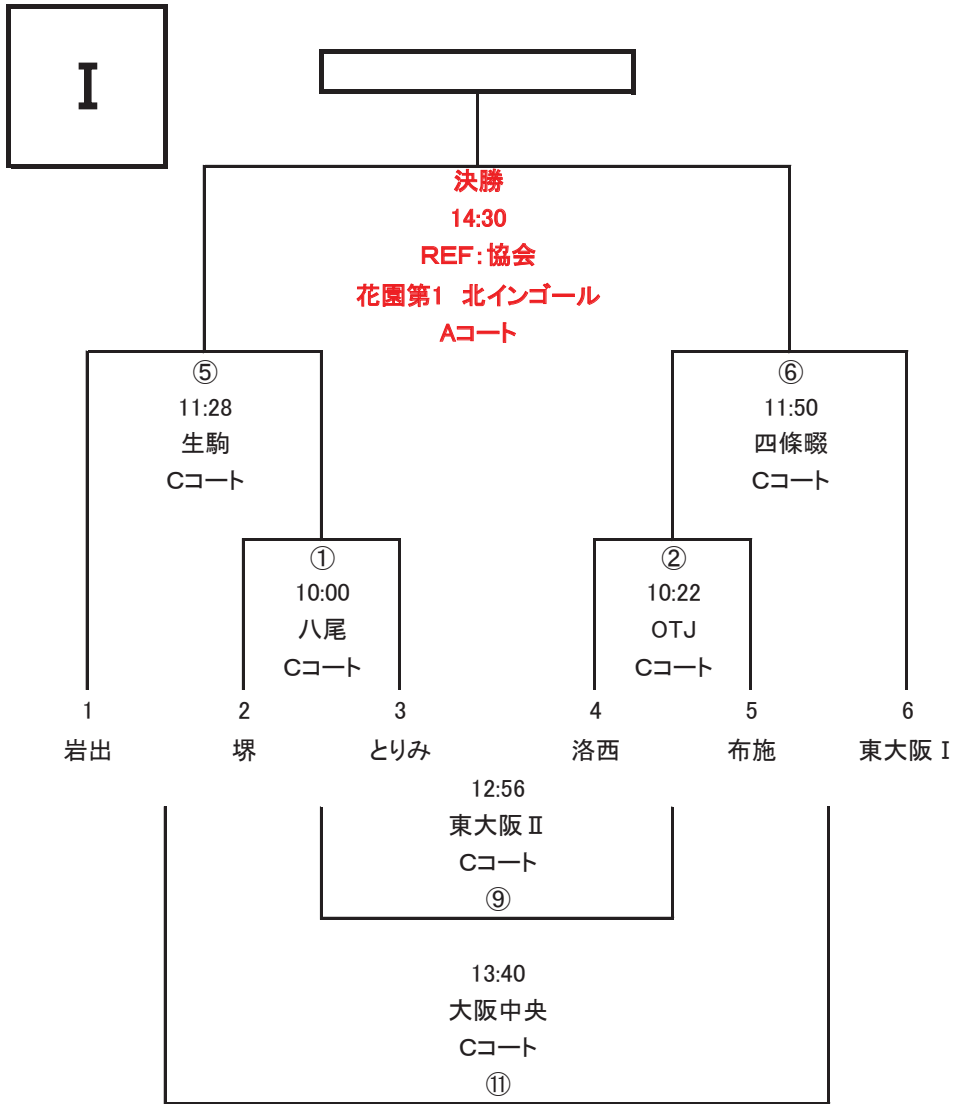 I
決勝
14:30
REF：協会
花園第1　北インゴール
Aコート
⑤
11:28
生駒
Cコート
⑥
11:50
四條畷
Cコート
①
10:00
八尾
Cコート
②
10:22
OTJ
Cコート
1 2 3 4 5 6
岩出 堺 とりみ 洛西 布施 東大阪Ⅰ
12:56
東大阪Ⅱ
Cコート
⑨
13:40
大阪中央
Cコート
⑪